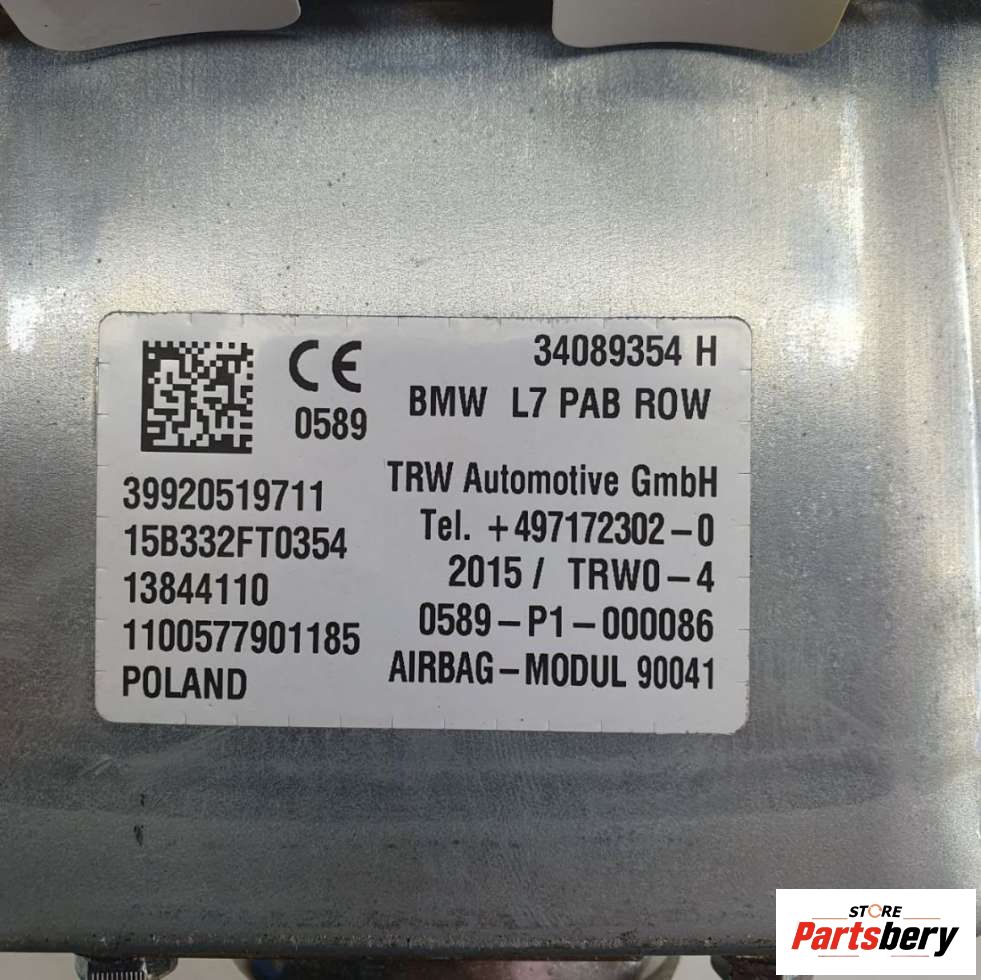 CE
0589
34089354 H
BMW L7 PAB ROW
39920519711
15B332FT0354
13844110
1100577901185
POLAND
TRW Automotive GmbH
Tel. +497172302-0
2015 / TRW0-4
0589-P1-000086
AIRBAG-MODUL 90041
STORE
Partsbery